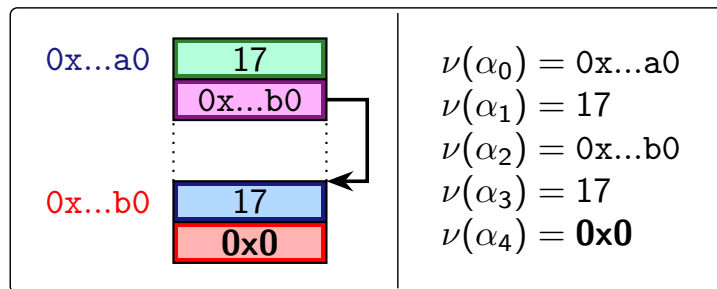 0x...a0 17
0x...b0
0x...b0 17
0x0
ν(α₀) = 0x...a0
ν(α₁) = 17
ν(α₂) = 0x...b0
ν(α₃) = 17
ν(α₄) = 0x0